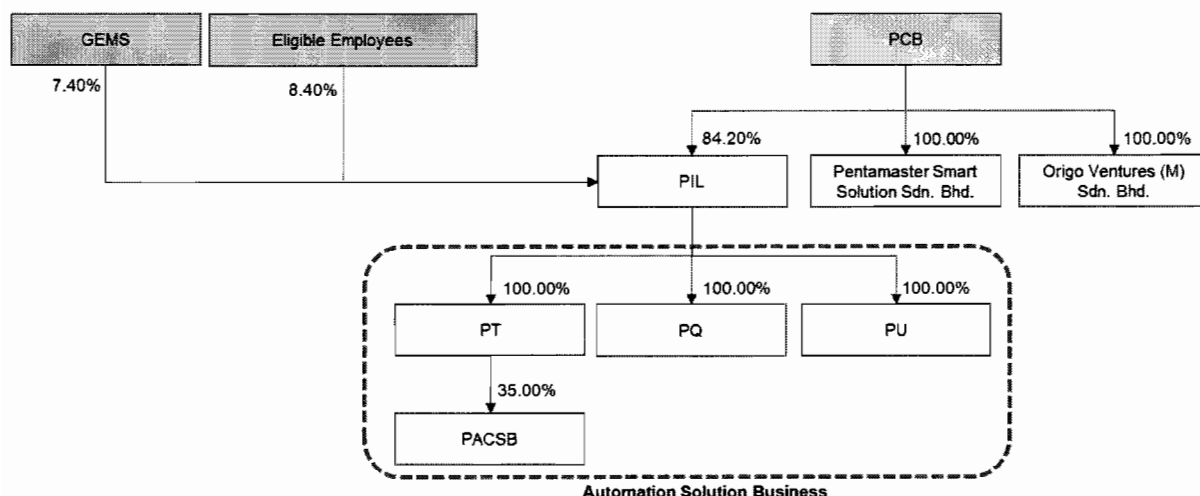 GEMS
Eligible Employees
PCB
7.40%
8.40%
84.20%
100.00%
100.00%
PIL
Pentamaster Smart
Solution Sdn. Bhd.
Origo Ventures (M)
Sdn. Bhd.
100.00%
100.00%
100.00%
PT
PQ
PU
35.00%
PACSB
Automation Solution Business